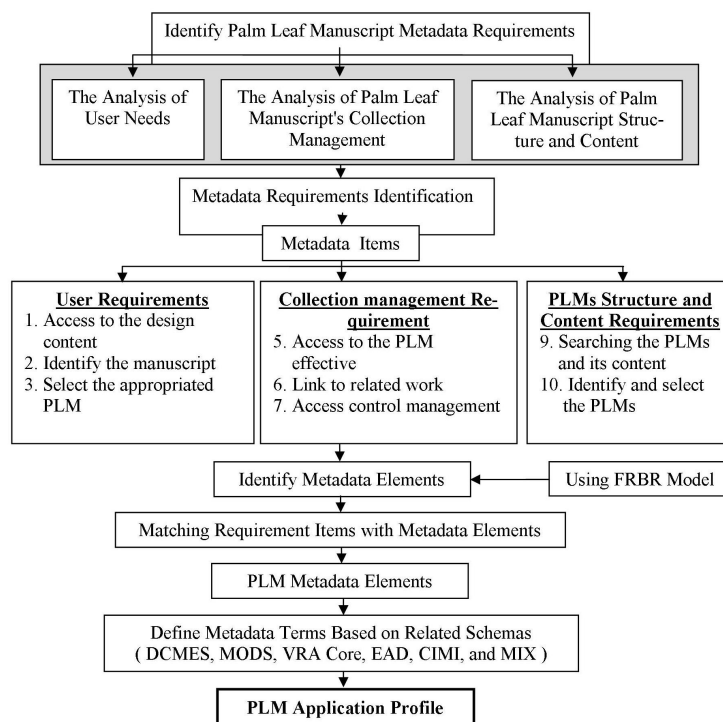 Identify Palm Leaf Manuscript Metadata Requirements
The Analysis of
User Needs
The Analysis of Palm Leaf
Manuscript's Collection
Management
The Analysis of Palm
Leaf Manuscript Struc-
ture and Content
Metadata Requirements Identification
Metadata Items
User Requirements
1. Access to the design
content
2. Identify the manuscript
3. Select the appropriated
PLM
Collection management Re-
quirement
5. Access to the PLM
effective
6. Link to related work
7. Access control management
PLMs Structure and
Content Requirements
9. Searching the PLMs
and its content
10. Identify and select
the PLMs
Identify Metadata Elements
Using FRBR Model
Matching Requirement Items with Metadata Elements
PLM Metadata Elements
Define Metadata Terms Based on Related Schemas
( DCMES, MODS, VRA Core, EAD, CIMI, and MIX )
PLM Application Profile